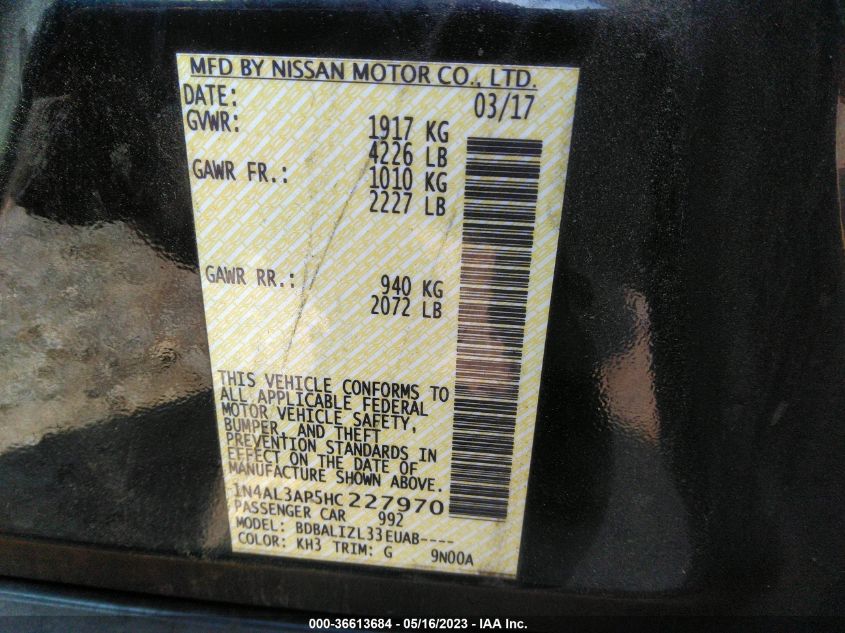 MFD BY NISSAN MOTOR CO., LTD.
DATE: 03/17
GVWR: 1917 KG
4226 LB
GAWR FR.: 1010 KG
2227 LB
GAWR RR.: 940 KG
2072 LB
THIS VEHICLE CONFORMS TO
ALL APPLICABLE FEDERAL
MOTOR VEHICLE SAFETY,
BUMPER, AND THEFT
PREVENTION STANDARDS IN
EFFECT ON THE DATE OF
MANUFACTURE SHOWN ABOVE.
1N4AL3AP5HC227970
PASSENGER CAR 992
MODEL: BDBALIZL33EUAB----
COLOR: KH3 TRIM: G 9N00A
000-36613684 - 05/16/2023 - IAA Inc.